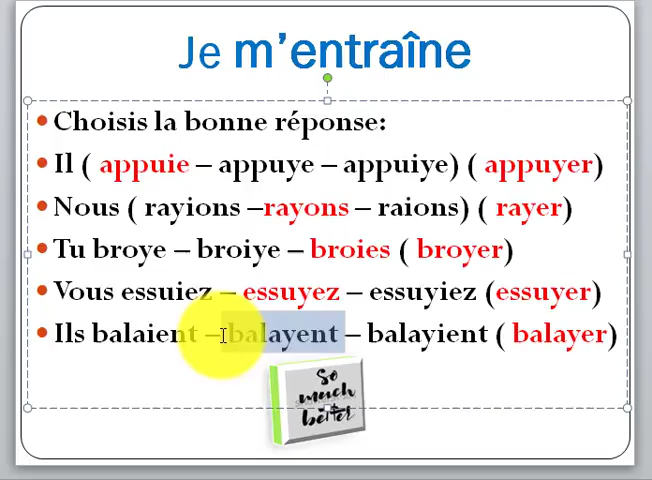 Je m'entraîne
Choisis la bonne réponse:
Il ( appuie – appuye – appuiye) ( appuyer)
Nous ( rayions –rayons – raions) ( rayer)
Tu broye – broiye – broies ( broyer)
Vous essuiez – essuyez – essuyiez (essuyer)
Ils balaient – balayent – balayient ( balayer)
So
much
better